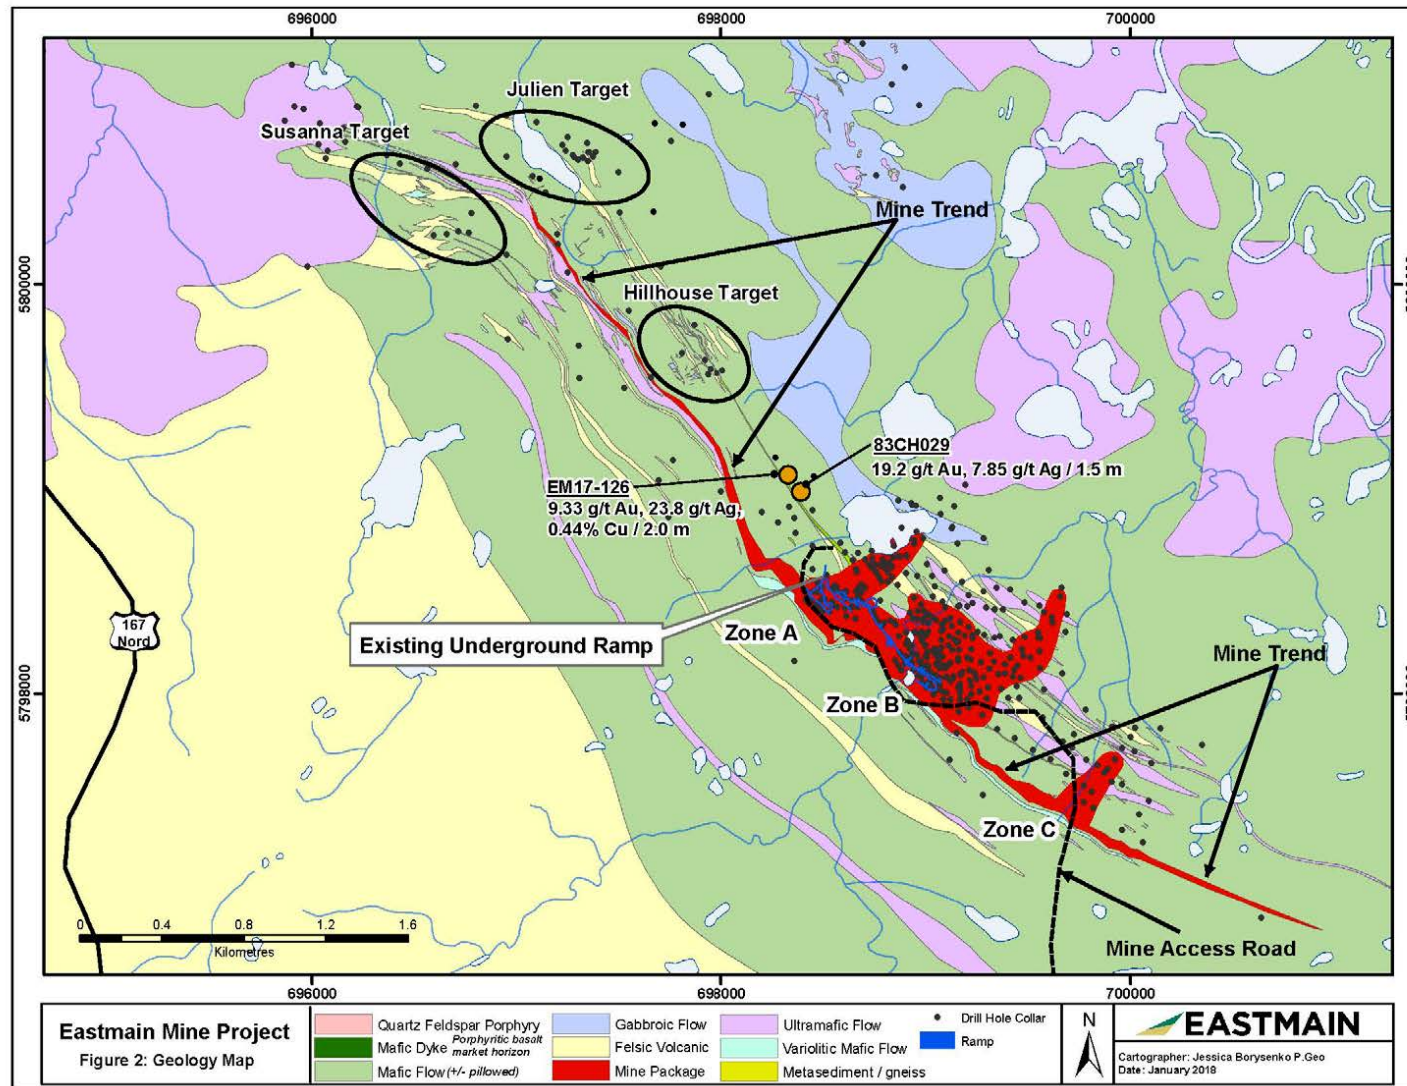 696000
698000
700000
Julien Target
Susanna Target
Mine Trend
5800000
Hillhouse Target
83CH029
19.2 g/t Au, 7.85 g/t Ag / 1.5 m
EM17-126
9.33 g/t Au, 23.8 g/t Ag,
0.44% Cu / 2.0 m
167
Nord
Existing Underground Ramp
Zone A
Mine Trend
5798000
Zone B
Zone C
0 0.4 0.8 1.2 1.6
Kilometres
Mine Access Road
696000
698000
700000
Eastmain Mine Project
Figure 2: Geology Map
Quartz Feldspar Porphyry
Mafic Dyke Porphyritic basalt
market horizon
Mafic Flow (+/- pillowed)
Gabbroic Flow
Felsic Volcanic
Mine Package
Ultramafic Flow
Variolitic Mafic Flow
Metasediment / gneiss
Drill Hole Collar
Ramp
N
EASTMAIN
Cartographer: Jessica Borysenko P.Geo
Date: January 2018